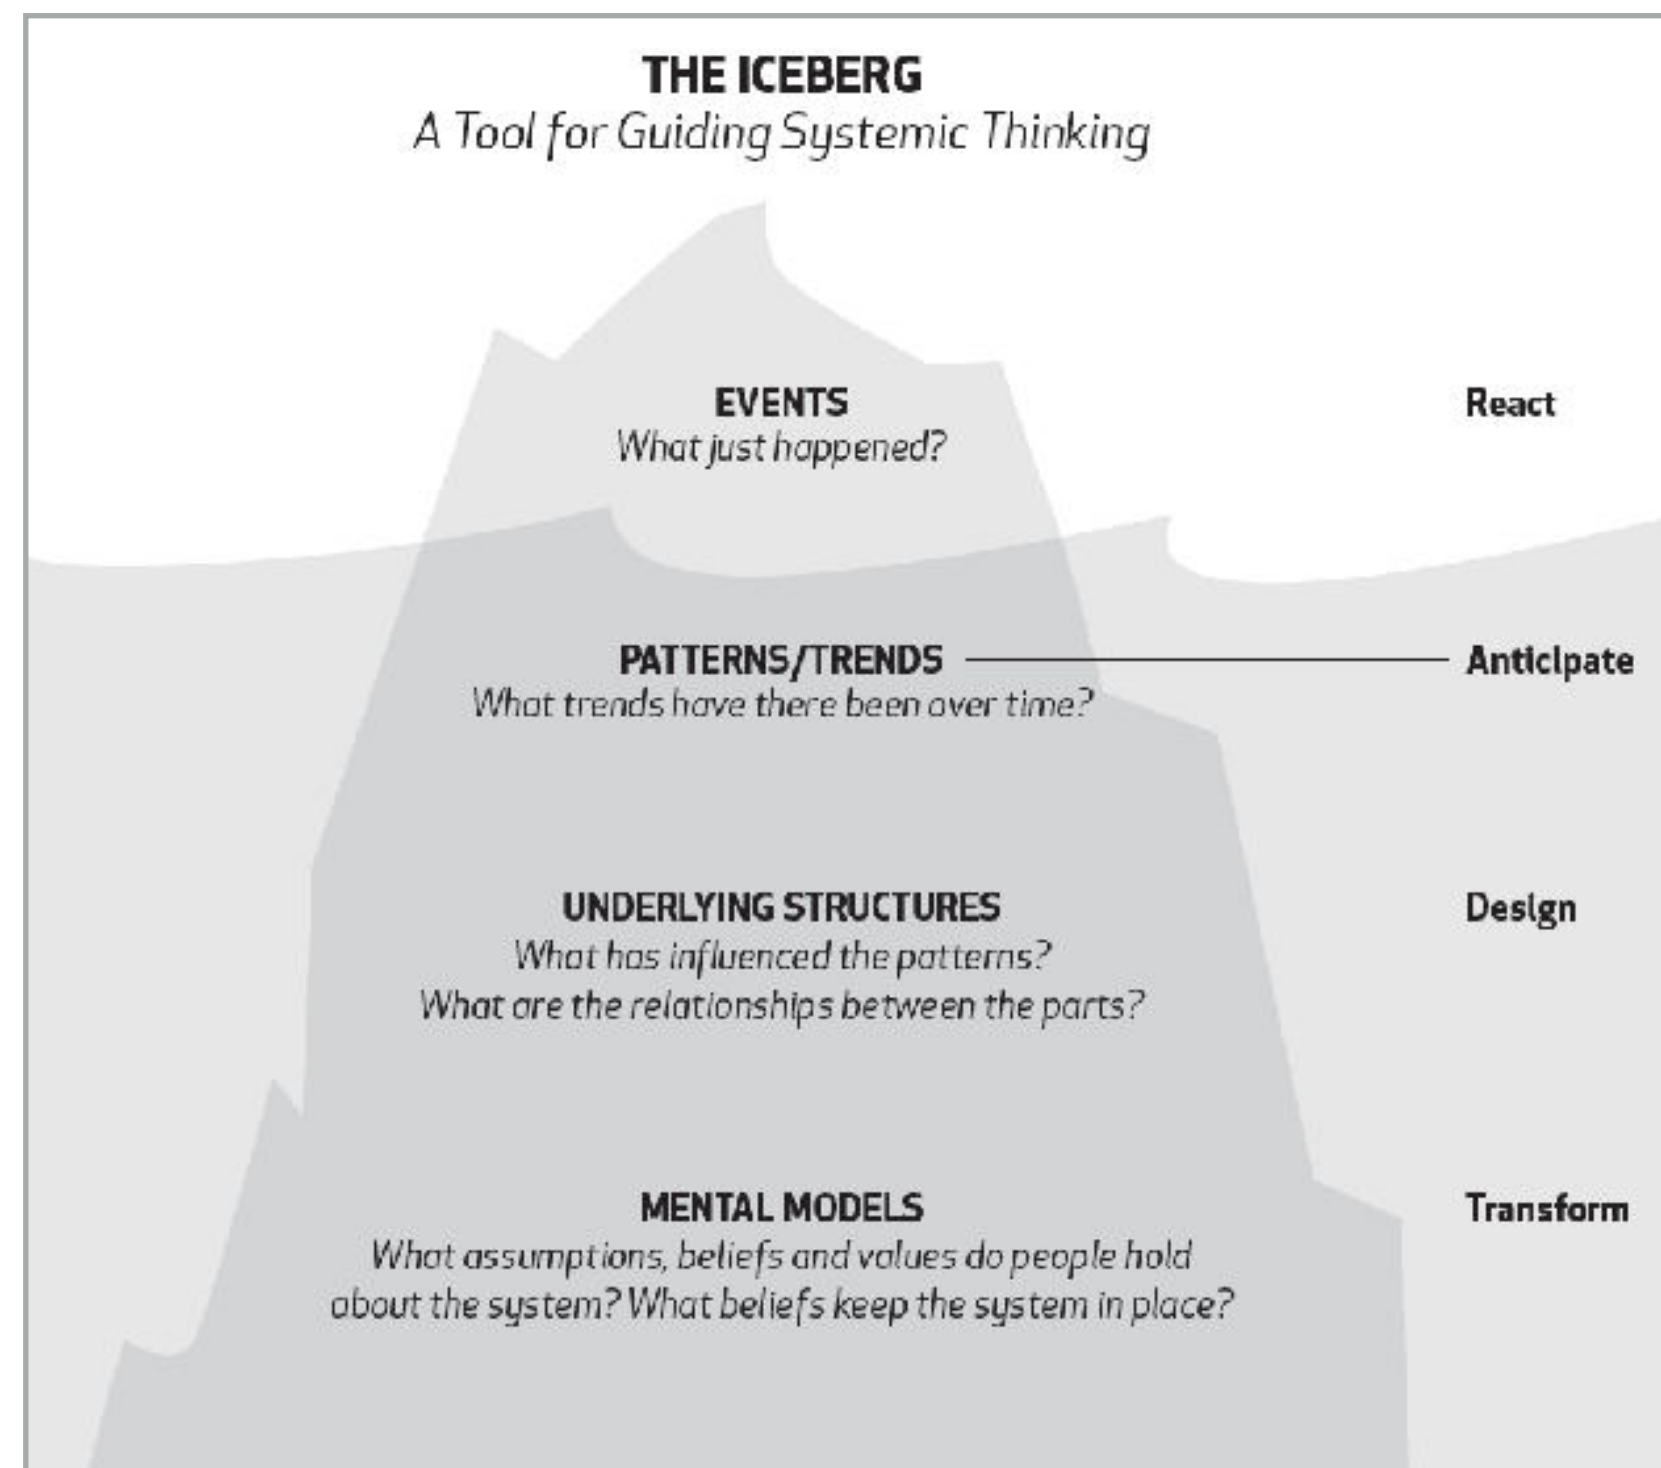 THE ICEBERG
A Tool for Guiding Systemic Thinking
EVENTS
React
What just happened?
PATTERNS/TRENDS
Anticipate
What trends have there been over time?
UNDERLYING STRUCTURES
Design
What has influenced the patterns?
What are the relationships between the parts?
MENTAL MODELS
Transform
What assumptions, beliefs and values do people hold
about the system? What beliefs keep the system in place?